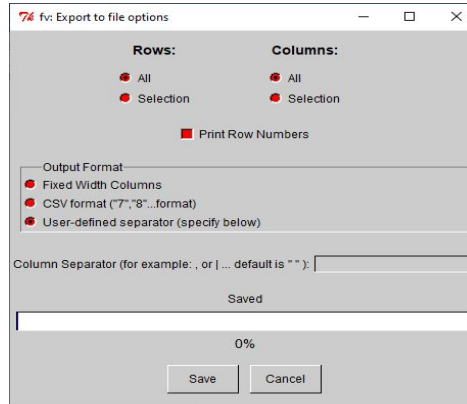 fv: Export to file options
Rows: Columns:
All All
Selection Selection
Print Row Numbers
Output Format
Fixed Width Columns
CSV format ("7","8"...format)
User-defined separator (specify below)
Column Separator (for example: , or | ... default is " " ):
Saved
0%
Save Cancel